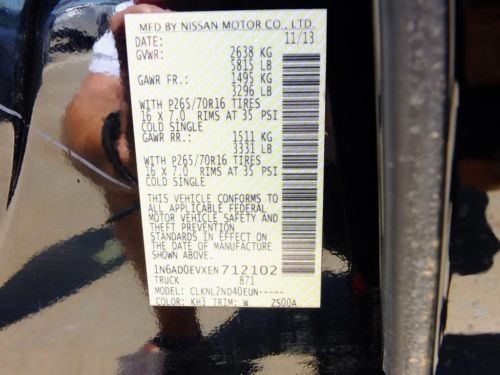 MFD BY NISSAN MOTOR CO., LTD.
DATE: 11/13
GVWR: 2638 KG
5815 LB
GAWR FR.: 1495 KG
3296 LB
WITH P265/70R16 TIRES
16 X 7.0 RIMS AT 35 PSI
COLD SINGLE
GAWR RR.: 1511 KG
3331 LB
WITH P265/70R16 TIRES
16 X 7.0 RIMS AT 35 PSI
COLD SINGLE
THIS VEHICLE CONFORMS TO
ALL APPLICABLE FEDERAL
MOTOR VEHICLE SAFETY AND
THEFT PREVENTION
STANDARDS IN EFFECT ON
THE DATE OF MANUFACTURE
SHOWN ABOVE.
1N6AD0EVXEN712102
TRUCK 871
MODEL: CLKNL2ND40EUN-----
COLOR: KH3 TRIM: W ZS00A